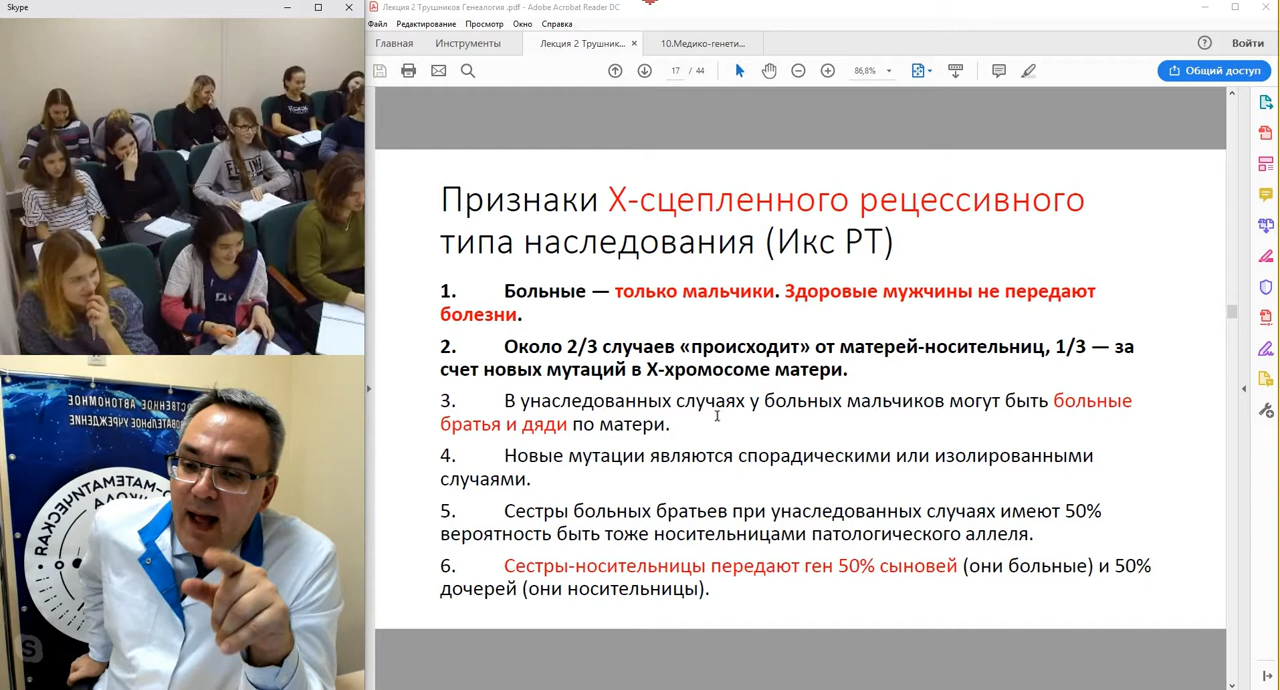 Skype
Лекция 2 Трушников Генеалогия .pdf - Adobe Acrobat Reader DC
Файл Редактирование Просмотр Окно Справка
Главная Инструменты Лекция 2 Трушник... × 10.Медико-генети... Войти
17 / 44 86,8% Общий доступ
Признаки Х-сцепленного рецессивного
типа наследования (Икс РТ)
1. Больные — только мальчики. Здоровые мужчины не передают
болезни.
2. Около 2/3 случаев «происходит» от матерей-носительниц, 1/3 — за
счет новых мутаций в Х-хромосоме матери.
3. В унаследованных случаях у больных мальчиков могут быть больные
братья и дяди по матери.
4. Новые мутации являются спорадическими или изолированными
случаями.
5. Сестры больных братьев при унаследованных случаях имеют 50%
вероятность быть тоже носительницами патологического аллеля.
6. Сестры-носительницы передают ген 50% сыновей (они больные) и 50%
дочерей (они носительницы).